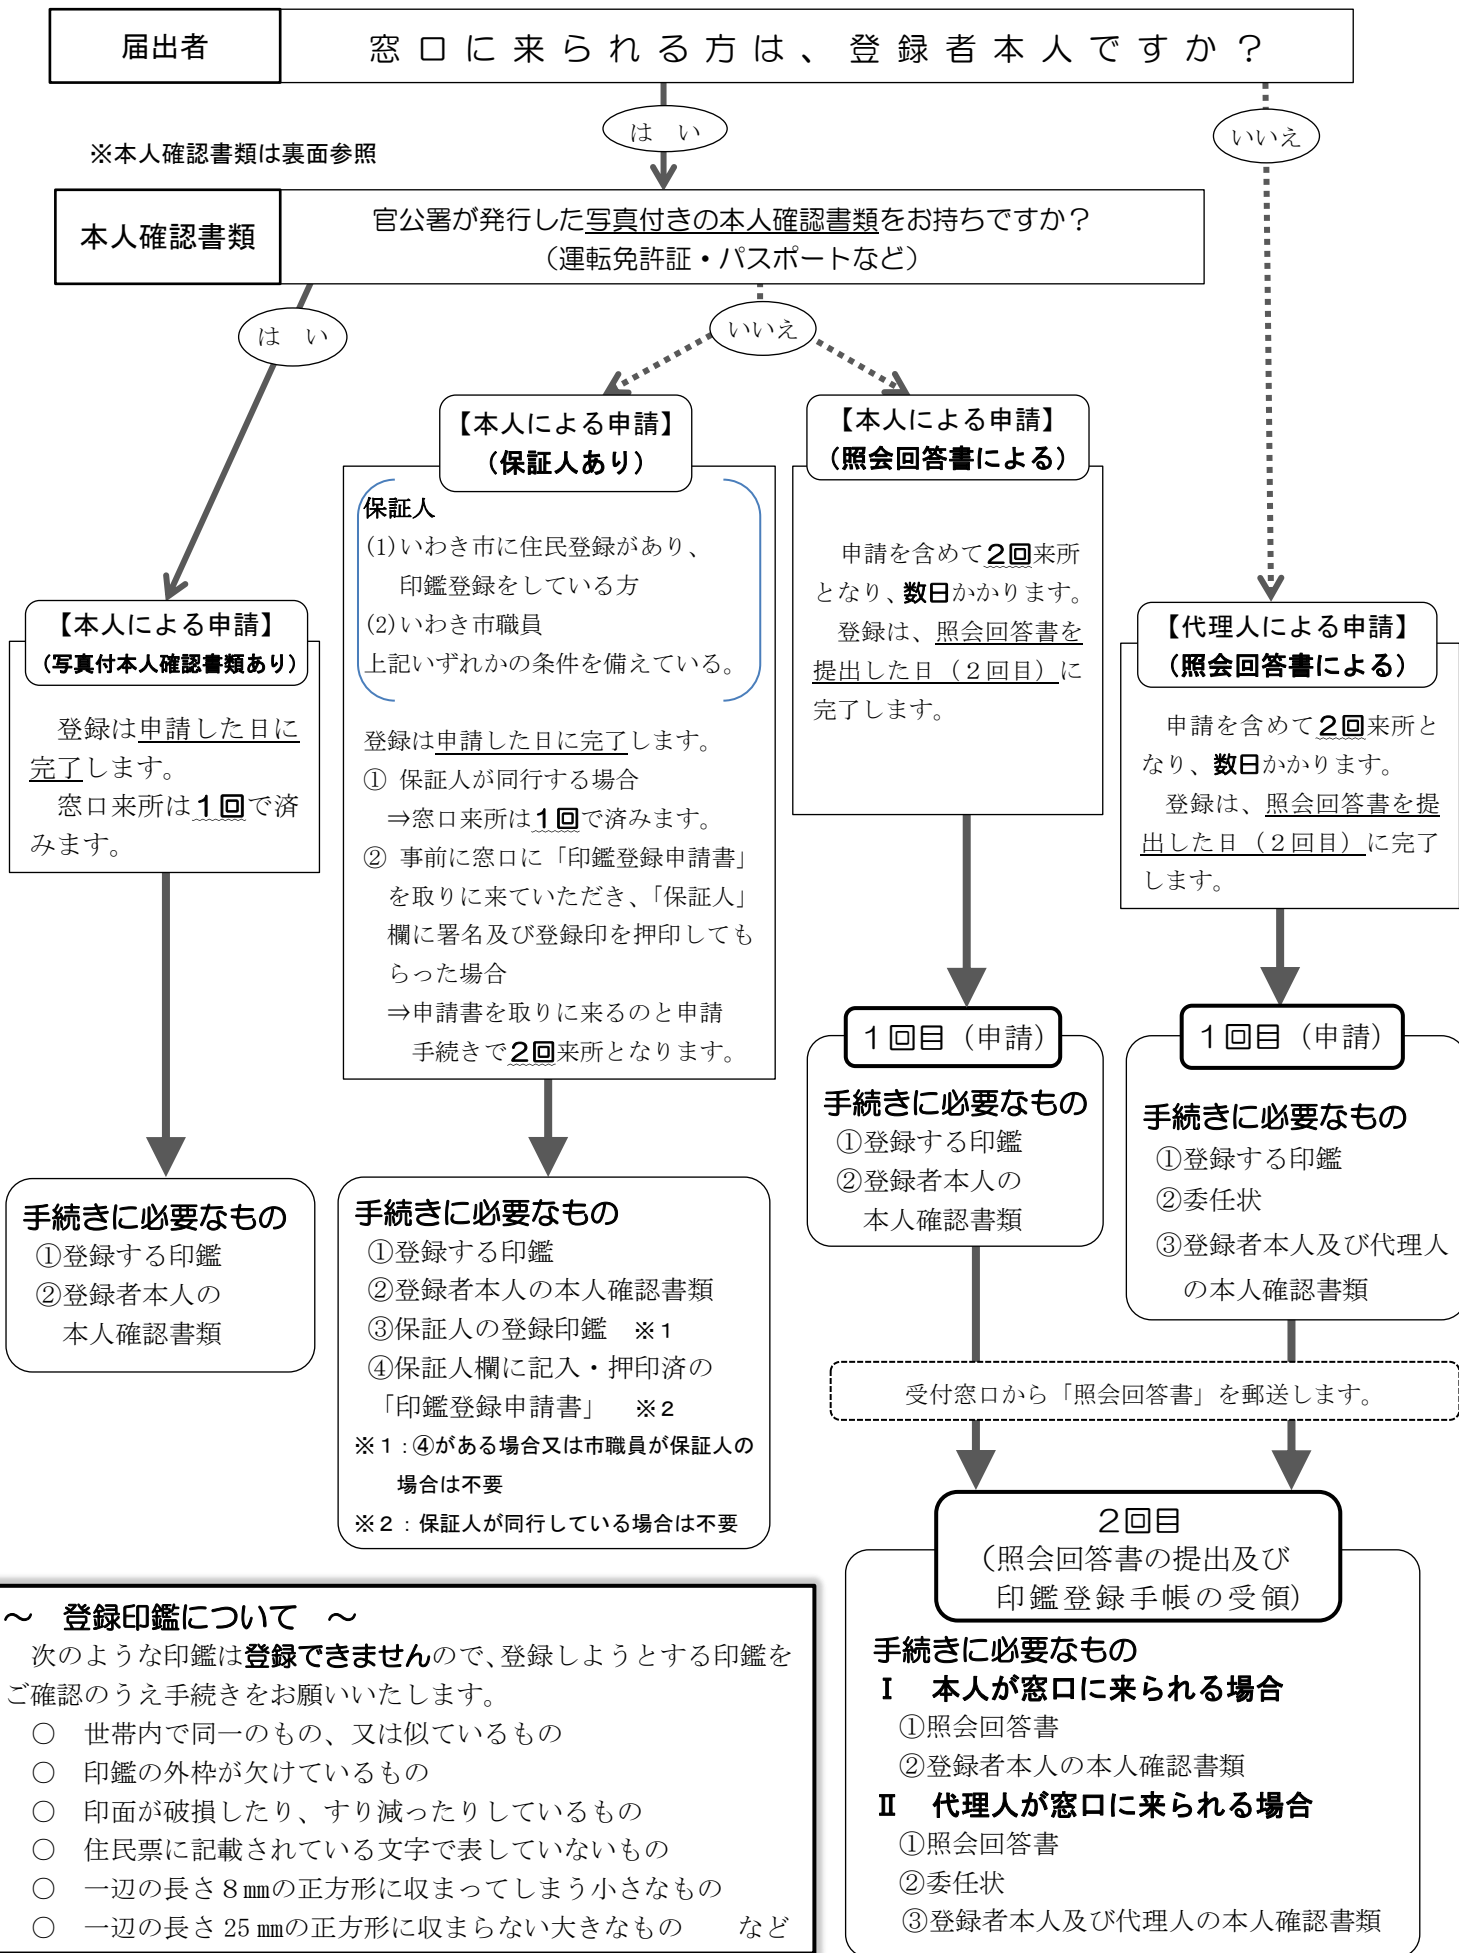 届出者
窓口に来られる方は、登録者本人ですか？
はい
いいえ
※本人確認書類は裏面参照
本人確認書類
官公署が発行した写真付きの本人確認書類をお持ちですか？
（運転免許証・パスポートなど）
はい
いいえ
【本人による申請】
（写真付本人確認書類あり）
登録は申請した日に
完了します。
窓口来所は１回で済
みます。
手続きに必要なもの
①登録する印鑑
②登録者本人の
本人確認書類
【本人による申請】
（保証人あり）
保証人
(1)いわき市に住民登録があり、
印鑑登録をしている方
(2)いわき市職員
上記いずれかの条件を備えている。
登録は申請した日に完了します。
① 保証人が同行する場合
⇒窓口来所は１回で済みます。
② 事前に窓口に「印鑑登録申請書」
を取りに来ていただき、「保証人」
欄に署名及び登録印を押印しても
らった場合
⇒申請書を取りに来るのと申請
手続きで２回来所となります。
手続きに必要なもの
①登録する印鑑
②登録者本人の本人確認書類
③保証人の登録印鑑　※１
④保証人欄に記入・押印済の
「印鑑登録申請書」　※２
※１：④がある場合又は市職員が保証人の
場合は不要
※２：保証人が同行している場合は不要
【本人による申請】
（照会回答書による）
申請を含めて２回来所
となり、数日かかります。
登録は、照会回答書を
提出した日（２回目）に
完了します。
１回目（申請）
手続きに必要なもの
①登録する印鑑
②登録者本人の
本人確認書類
【代理人による申請】
（照会回答書による）
申請を含めて２回来所と
なり、数日かかります。
登録は、照会回答書を提
出した日（２回目）に完了
します。
１回目（申請）
手続きに必要なもの
①登録する印鑑
②委任状
③登録者本人及び代理人
の本人確認書類
受付窓口から「照会回答書」を郵送します。
２回目
（照会回答書の提出及び
印鑑登録手帳の受領）
手続きに必要なもの
Ⅰ　本人が窓口に来られる場合
①照会回答書
②登録者本人の本人確認書類
Ⅱ　代理人が窓口に来られる場合
①照会回答書
②委任状
③登録者本人及び代理人の本人確認書類
～　登録印鑑について　～
次のような印鑑は登録できませんので、登録しようとする印鑑を
ご確認のうえ手続きをお願いいたします。
○　世帯内で同一のもの、又は似ているもの
○　印鑑の外枠が欠けているもの
○　印面が破損したり、すり減ったりしているもの
○　住民票に記載されている文字で表していないもの
○　一辺の長さ８㎜の正方形に収まってしまう小さなもの
○　一辺の長さ 25 ㎜の正方形に収まらない大きなもの　　など